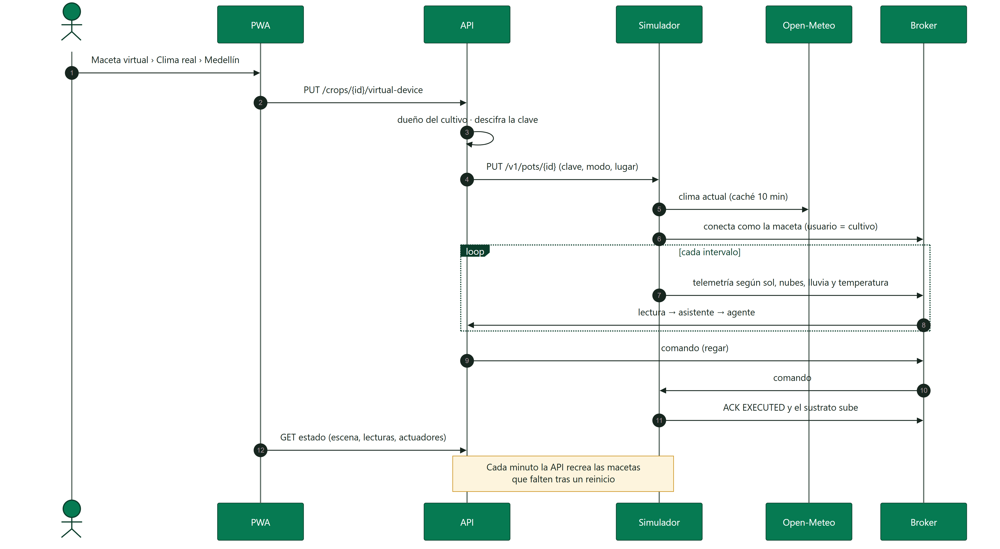 PWA
API
Simulador
Open-Meteo
Broker
Maceta virtual › Clima real › Medellín
1
PUT /crops/{id}/virtual-device
2
dueño del cultivo · descifra la clave
3
PUT /v1/pots/{id} (clave, modo, lugar)
4
clima actual (caché 10 min)
5
conecta como la maceta (usuario = cultivo)
6
loop
[cada intervalo]
telemetría según sol, nubes, lluvia y temperatura
7
lectura → asistente → agente
8
comando (regar)
9
comando
10
ACK EXECUTED y el sustrato sube
11
GET estado (escena, lecturas, actuadores)
12
Cada minuto la API recrea las macetas
que falten tras un reinicio
PWA
API
Simulador
Open-Meteo
Broker